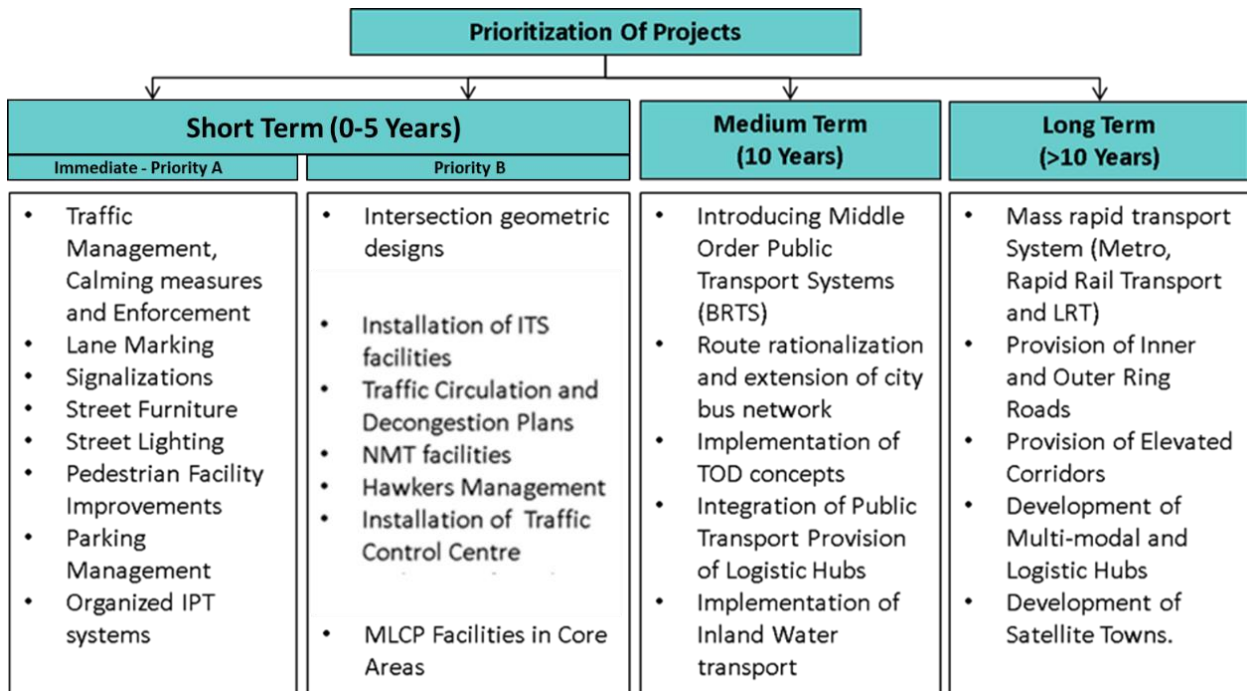 Prioritization Of Projects
Short Term (0-5 Years)
Immediate - Priority A
Priority B
Medium Term
(10 Years)
Long Term
(>10 Years)
• Traffic
Management,
Calming measures
and Enforcement
• Lane Marking
• Signalizations
• Street Furniture
• Street Lighting
• Pedestrian Facility
Improvements
• Parking
Management
• Organized IPT
systems
• Intersection geometric
designs
• Installation of ITS
facilities
• Traffic Circulation and
Decongestion Plans
• NMT facilities
• Hawkers Management
• Installation of Traffic
Control Centre
• MLCP Facilities in Core
Areas
• Introducing Middle
Order Public
Transport Systems
(BRTS)
• Route rationalization
and extension of city
bus network
• Implementation of
TOD concepts
• Integration of Public
Transport Provision
of Logistic Hubs
• Implementation of
Inland Water
transport
• Mass rapid transport
System (Metro,
Rapid Rail Transport
and LRT)
• Provision of Inner
and Outer Ring
Roads
• Provision of Elevated
Corridors
• Development of
Multi-modal and
Logistic Hubs
• Development of
Satellite Towns.